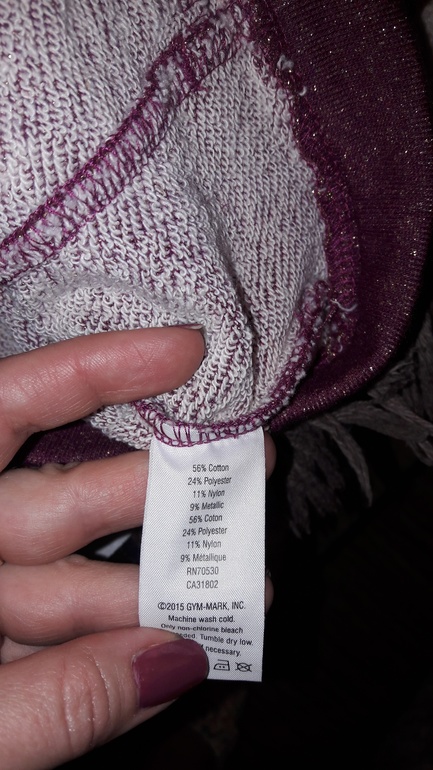 56% Cotton
24% Polyester
11% Nylon
9% Metallic
56% Coton
24% Polyester
11% Nylon
9% Métallique
RN70530
CA31802
©2015 GYM-MARK, INC.
Machine wash cold.
Only non-chlorine bleach
Tumble dry low.
necessary.